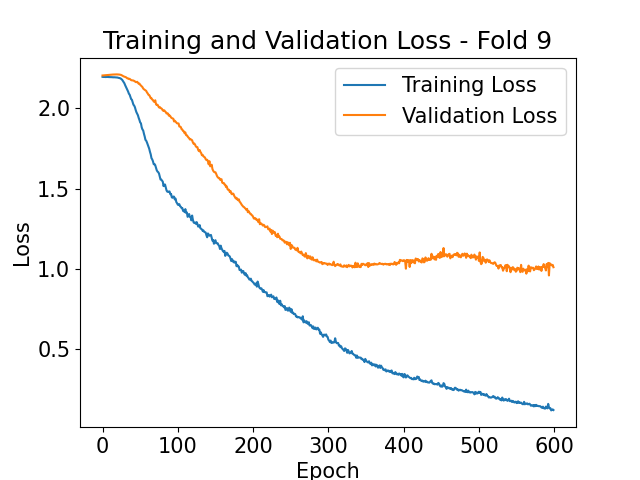 Training and Validation Loss - Fold 9
Training Loss
Validation Loss
2.0
1.5
1.0
0.5
Loss
0 100 200 300 400 500 600
Epoch